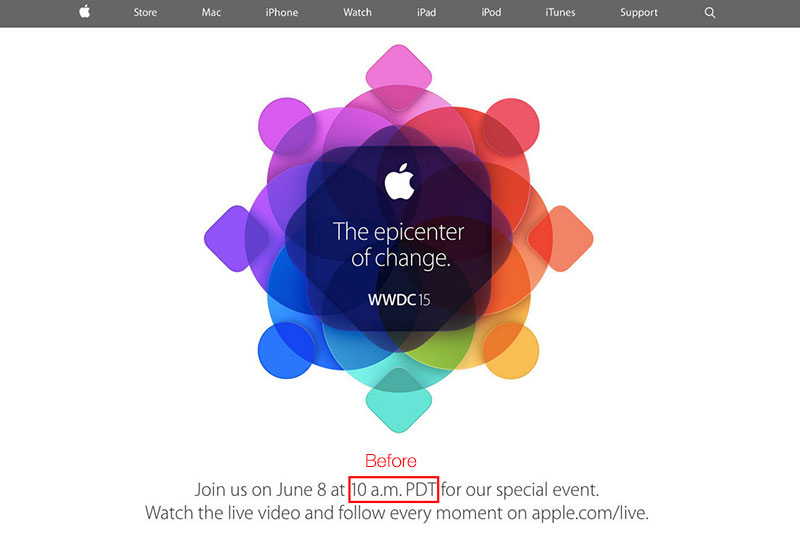 Store Mac iPhone Watch iPad iPod iTunes Support
The epicenter
of change.
WWDC15
Before
Join us on June 8 at 10 a.m. PDT for our special event.
Watch the live video and follow every moment on apple.com/live.